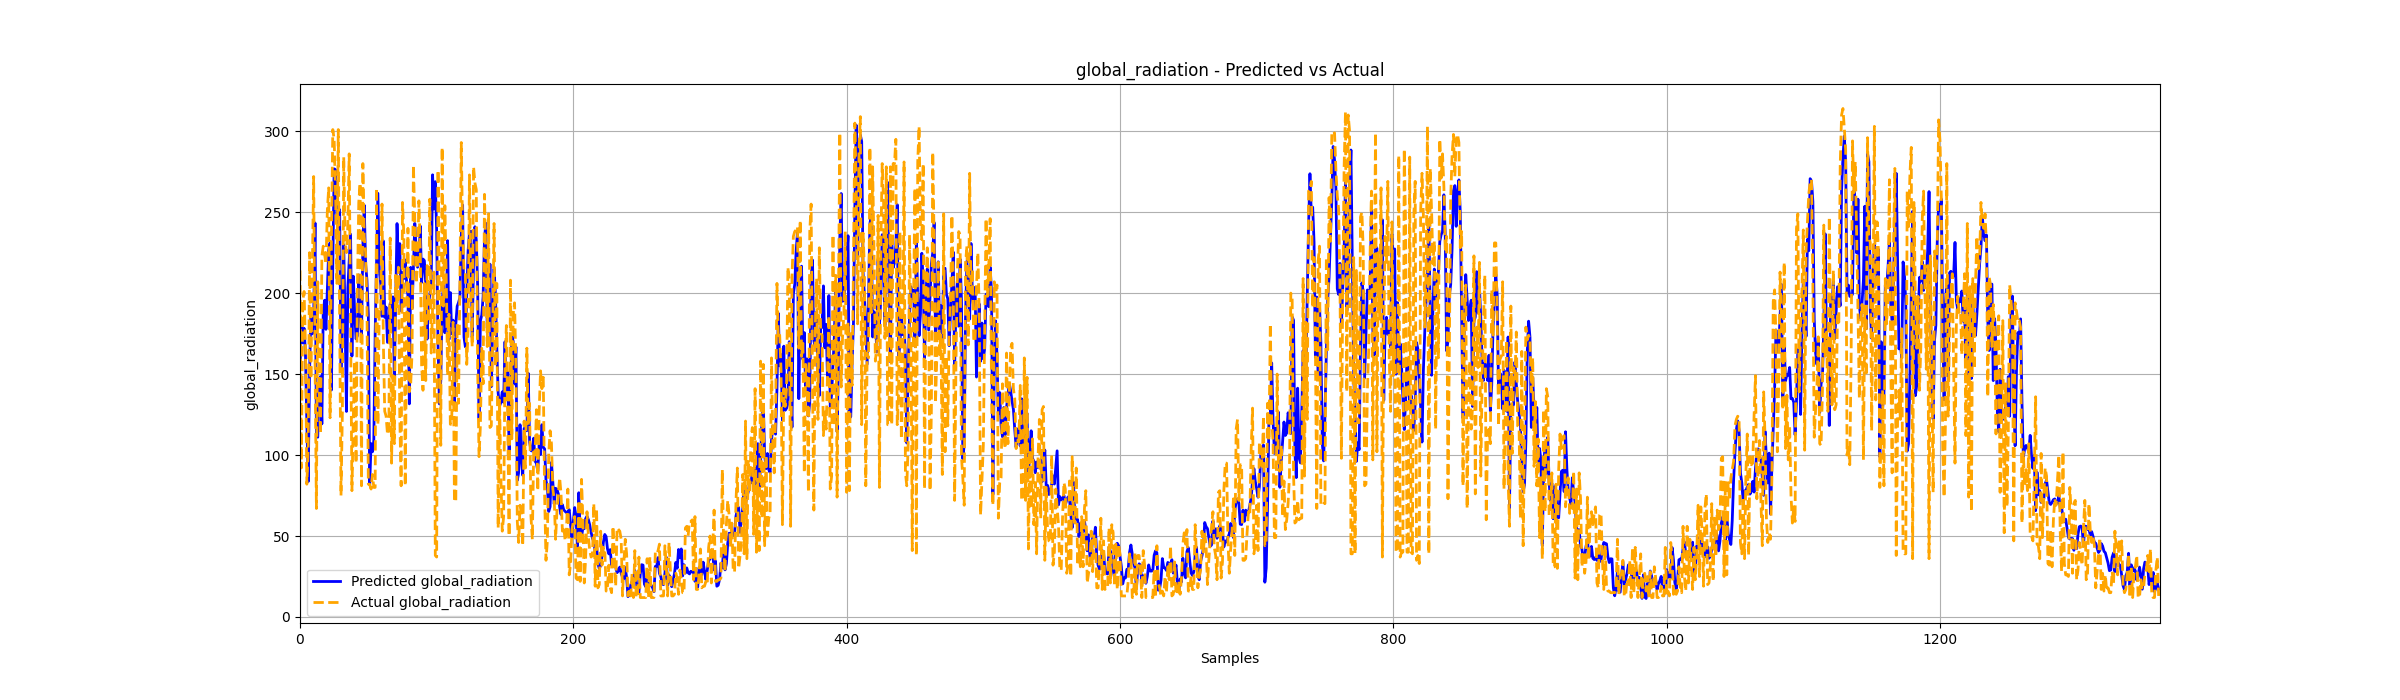 global_radiation - Predicted vs Actual
global_radiation
300
250
200
150
100
50
0
Predicted global_radiation
Actual global_radiation
0 200 400 600 800 1000 1200
Samples